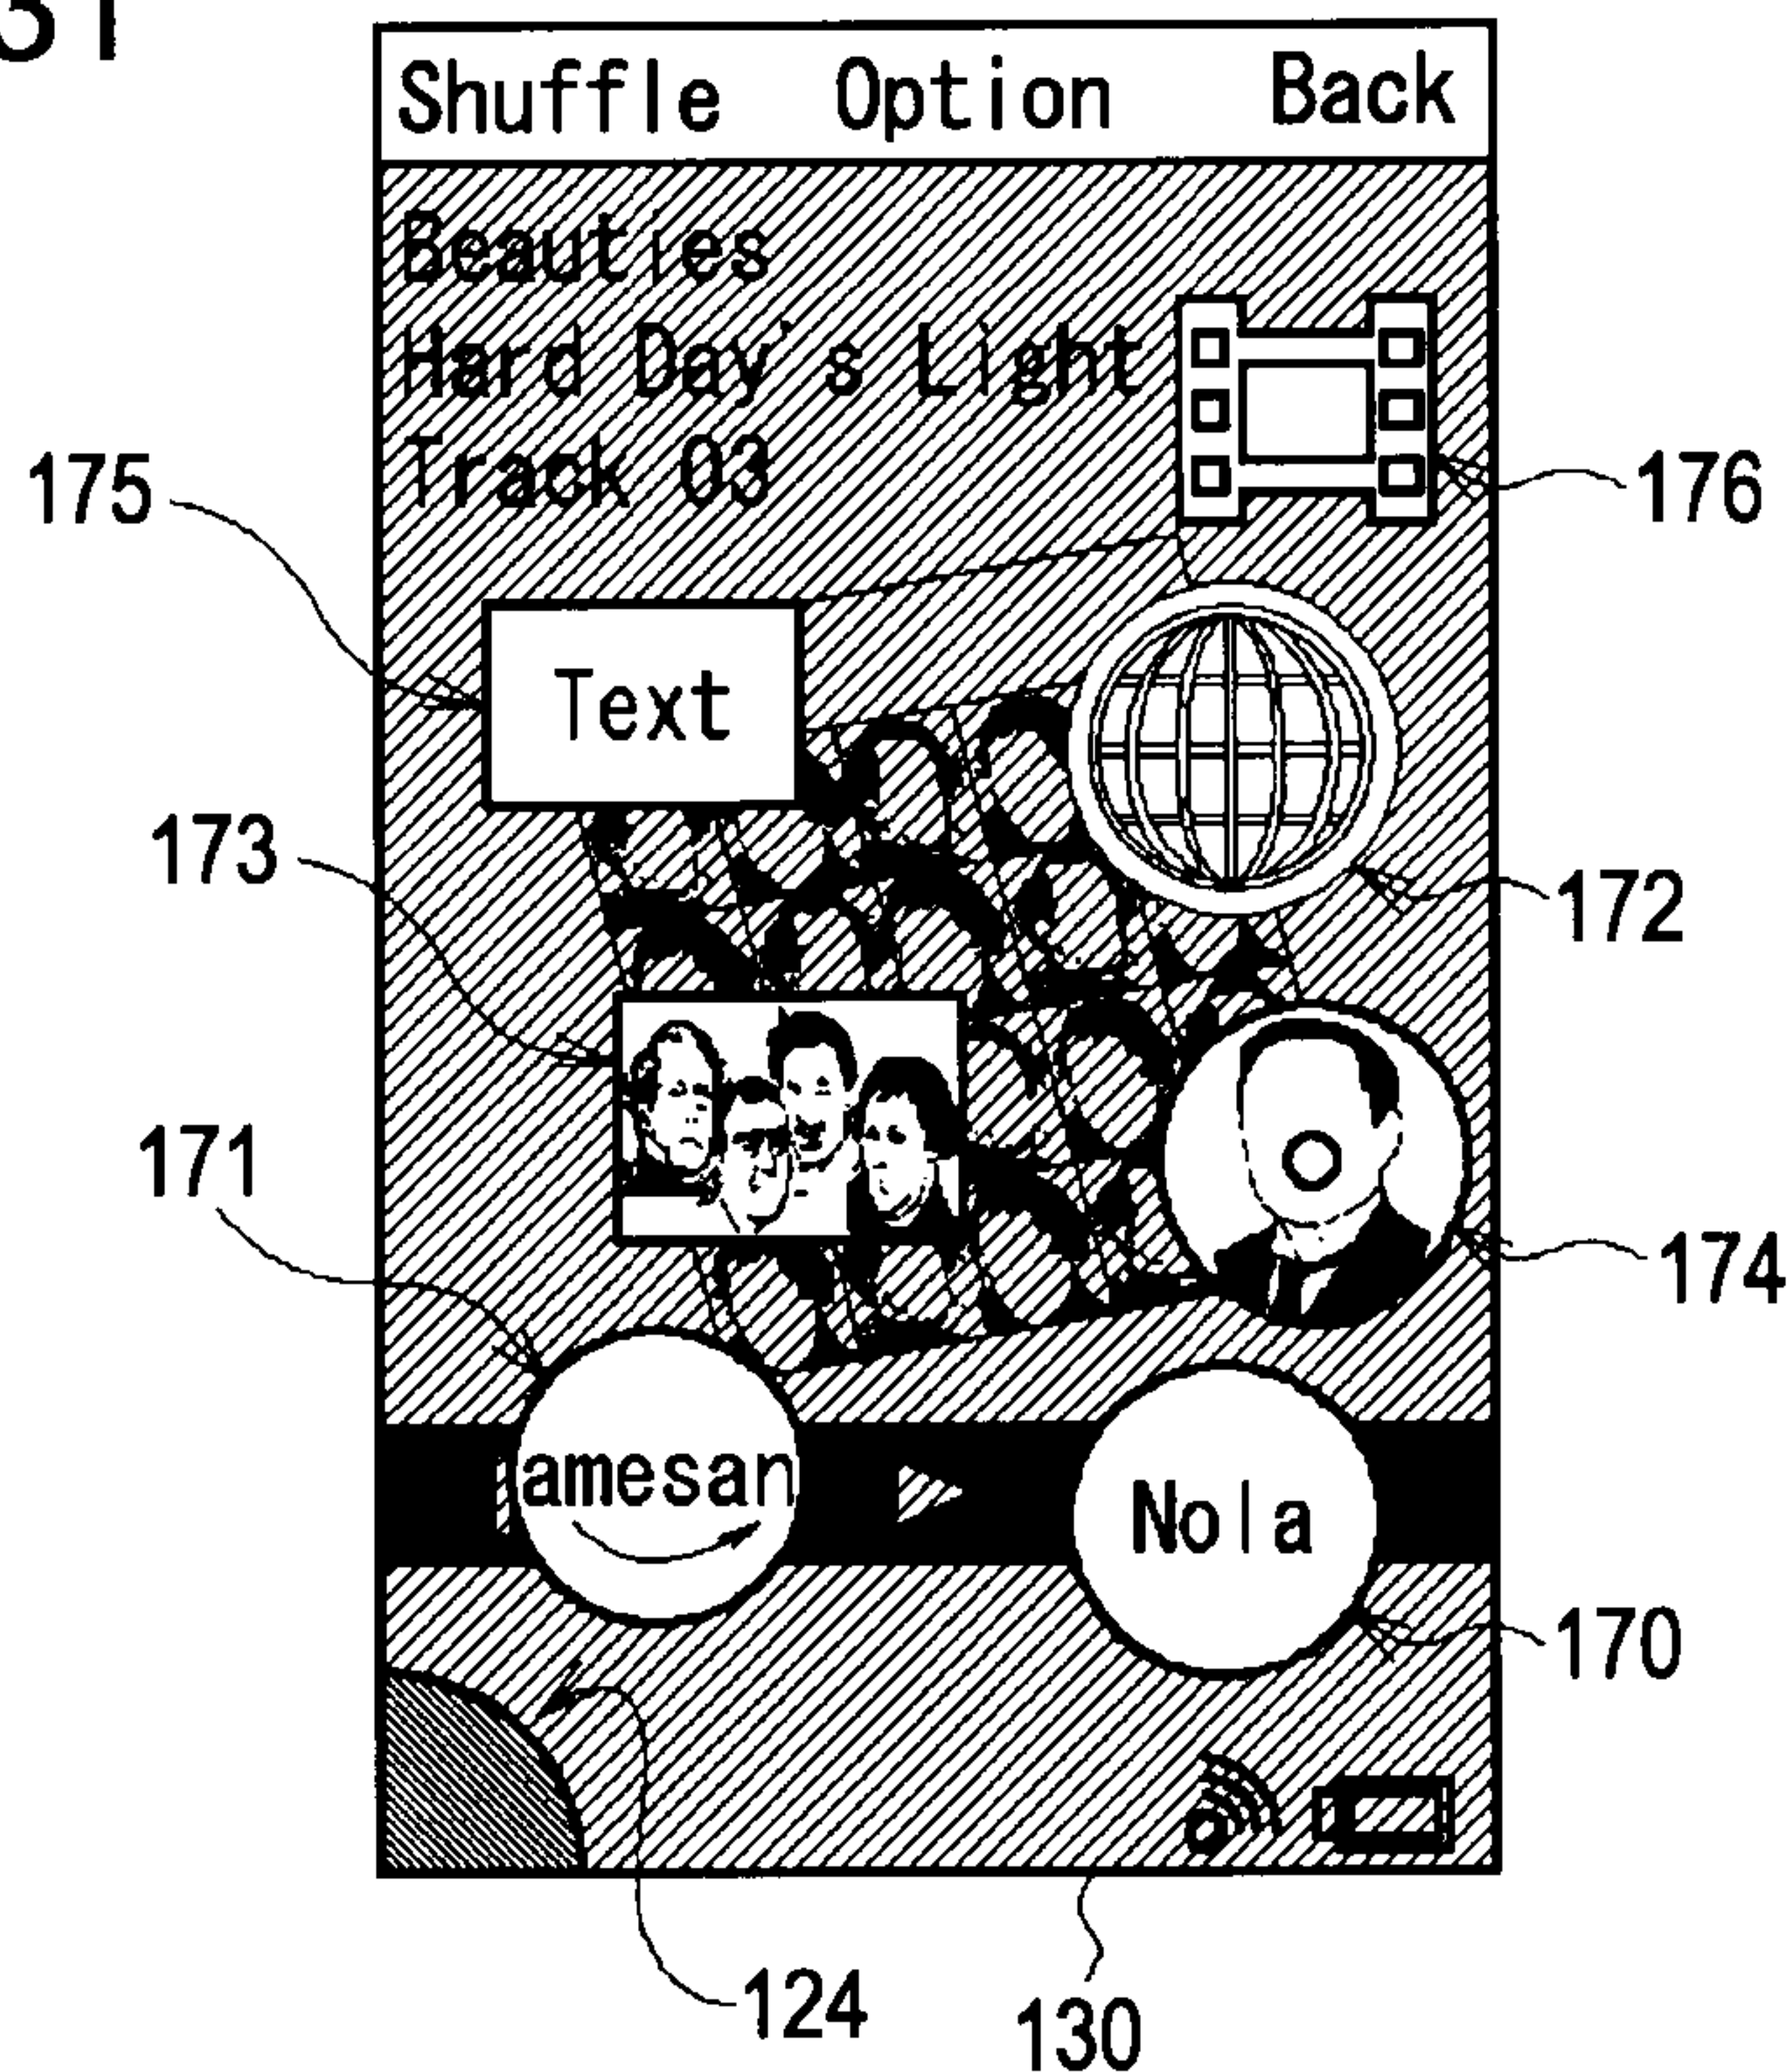 31
Shuffle Option Back
Beauties
Hard Day's Light
Track 03
175
176
Text
173
172
171
174
amesan
Nola
170
124
130